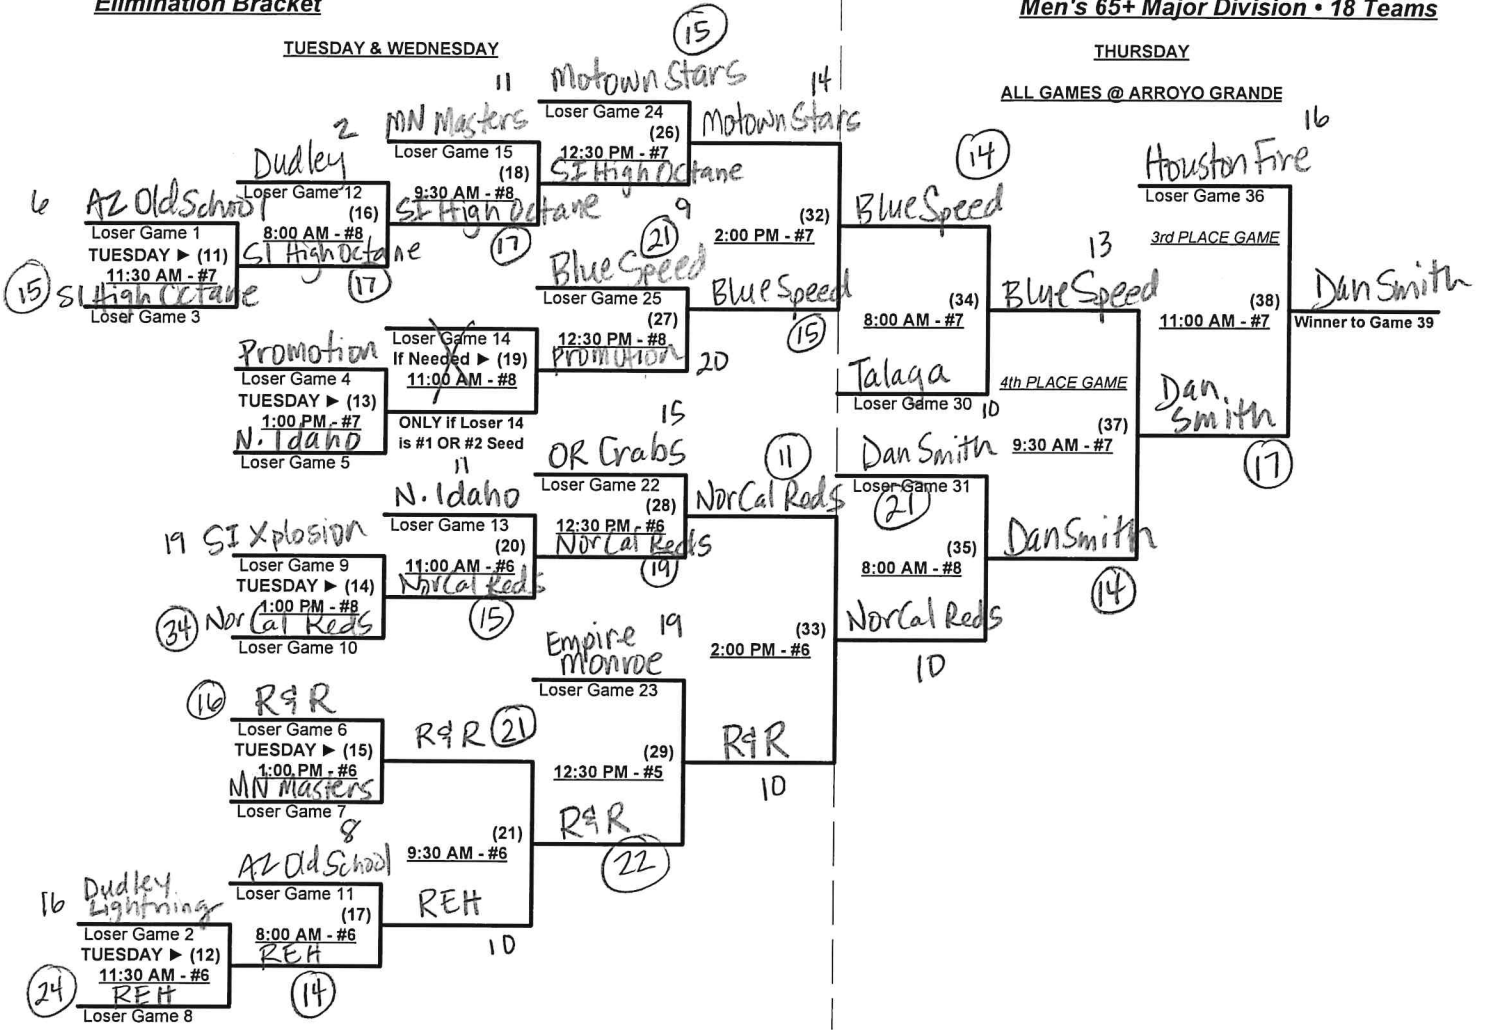 Elimination Bracket
Men's 65+ Major Division • 18 Teams
TUESDAY & WEDNESDAY
THURSDAY
ALL GAMES @ ARROYO GRANDE
6
AZ Old School
Loser Game 1
TUESDAY ► (11)
11:30 AM - #7
15
SI High Octane
Loser Game 3
2
Dudley
Loser Game 12
(16)
8:00 AM - #8
SI High Octane
17
11
MN Masters
Loser Game 15
(18)
9:30 AM - #8
SI High Octane
17
15
Motown Stars
Loser Game 24
(26)
12:30 PM - #7
SI High Octane
9
14
Motown Stars
(32)
2:00 PM - #7
Blue Speed
15
21
Blue Speed
Loser Game 25
(27)
12:30 PM - #8
Promotion
20
Promotion
Loser Game 4
TUESDAY ► (13)
1:00 PM - #7
N. Idaho
Loser Game 5
Loser Game 14
If Needed ► (19)
11:00 AM - #8
ONLY if Loser 14
is #1 OR #2 Seed
11
N. Idaho
Loser Game 13
(20)
11:00 AM - #6
NorCal Reds
15
15
OR Crabs
Loser Game 22
(28)
12:30 PM - #6
NorCal Reds
19
19
SI Xplosion
Loser Game 9
TUESDAY ► (14)
1:00 PM - #8
34
NorCal Reds
Loser Game 10
11
NorCal Reds
(33)
2:00 PM - #6
R&R
10
16
R&R
Loser Game 6
TUESDAY ► (15)
1:00 PM - #6
MN Masters
Loser Game 7
8
AZ Old School
Loser Game 11
(17)
8:00 AM - #6
REH
14
16
Dudley
Lightning
Loser Game 2
TUESDAY ► (12)
11:30 AM - #6
24
REH
Loser Game 8
R&R
21
(21)
9:30 AM - #6
REH
10
Empire
Monroe
19
Loser Game 23
(29)
12:30 PM - #5
R&R
22
14
Blue Speed
(34)
8:00 AM - #7
Talaga
Loser Game 30
10
Dan Smith
Loser Game 31
21
(35)
8:00 AM - #8
NorCal Reds
10
13
Blue Speed
4th PLACE GAME
(37)
9:30 AM - #7
Dan Smith
14
16
Houston Fire
Loser Game 36
3rd PLACE GAME
(38)
11:00 AM - #7
Dan
Smith
17
Dan Smith
Winner to Game 39